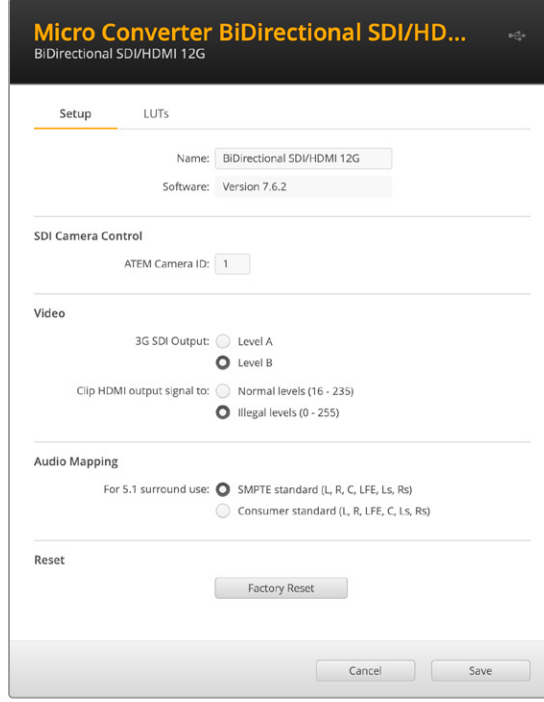 Micro Converter BiDirectional SDI/HD...
BiDirectional SDI/HDMI 12G
Setup LUTs
Name: BiDirectional SDI/HDMI 12G
Software: Version 7.6.2
SDI Camera Control
ATEM Camera ID: 1
Video
3G SDI Output: Level A
Level B
Clip HDMI output signal to: Normal levels (16 - 235)
Illegal levels (0 - 255)
Audio Mapping
For 5.1 surround use: SMPTE standard (L, R, C, LFE, Ls, Rs)
Consumer standard (L, R, LFE, C, Ls, Rs)
Reset
Factory Reset
Cancel Save